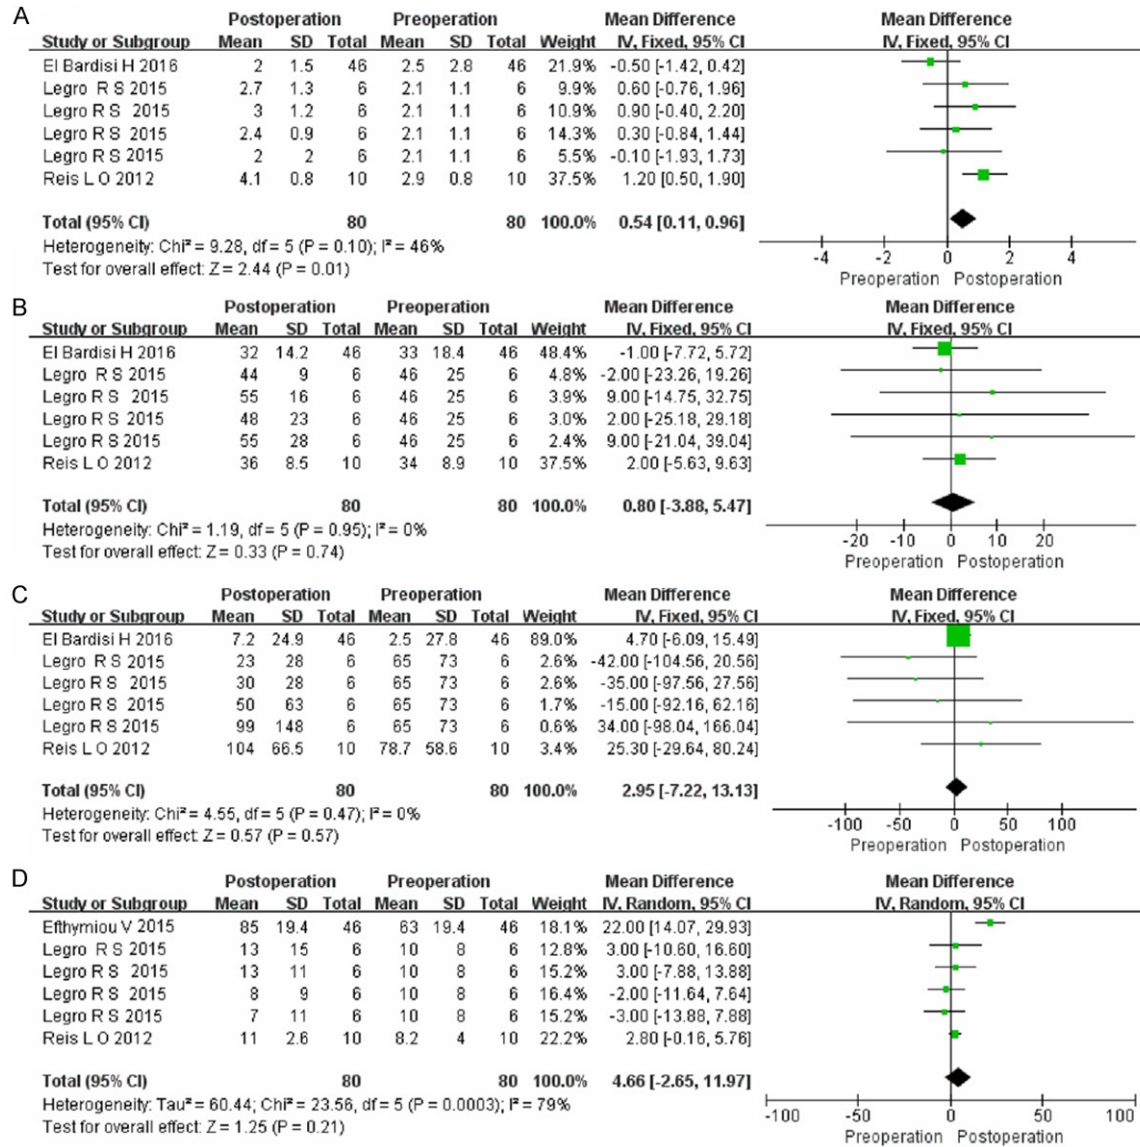 A
Postoperation Preoperation Mean Difference Mean Difference
Study or Subgroup Mean SD Total Mean SD Total Weight IV, Fixed, 95% CI IV, Fixed, 95% CI
El Bardisi H 2016 2 1.5 46 2.5 2.8 46 21.9% -0.50 [-1.42, 0.42]
Legro R S 2015 2.7 1.3 6 2.1 1.1 6 9.9% 0.60 [-0.76, 1.96]
Legro R S 2015 3 1.2 6 2.1 1.1 6 10.9% 0.90 [-0.40, 2.20]
Legro R S 2015 2.4 0.9 6 2.1 1.1 6 14.3% 0.30 [-0.84, 1.44]
Legro R S 2015 2 2 6 2.1 1.1 6 5.5% -0.10 [-1.93, 1.73]
Reis L O 2012 4.1 0.8 10 2.9 0.8 10 37.5% 1.20 [0.50, 1.90]
Total (95% CI) 80 80 100.0% 0.54 [0.11, 0.96]
Heterogeneity: Chi² = 9.28, df = 5 (P = 0.10); I² = 46%
Test for overall effect: Z = 2.44 (P = 0.01)
-4 -2 0 2 4
Preoperation Postoperation
B
Postoperation Preoperation Mean Difference Mean Difference
Study or Subgroup Mean SD Total Mean SD Total Weight IV, Fixed, 95% CI IV, Fixed, 95% CI
El Bardisi H 2016 32 14.2 46 33 18.4 46 48.4% -1.00 [-7.72, 5.72]
Legro R S 2015 44 9 6 46 25 6 4.8% -2.00 [-23.26, 19.26]
Legro R S 2015 55 16 6 46 25 6 3.9% 9.00 [-14.75, 32.75]
Legro R S 2015 48 23 6 46 25 6 3.0% 2.00 [-25.18, 29.18]
Legro R S 2015 55 28 6 46 25 6 2.4% 9.00 [-21.04, 39.04]
Reis L O 2012 36 8.5 10 34 8.9 10 37.5% 2.00 [-5.63, 9.63]
Total (95% CI) 80 80 100.0% 0.80 [-3.88, 5.47]
Heterogeneity: Chi² = 1.19, df = 5 (P = 0.95); I² = 0%
Test for overall effect: Z = 0.33 (P = 0.74)
-20 -10 0 10 20
Preoperation Postoperation
C
Postoperation Preoperation Mean Difference Mean Difference
Study or Subgroup Mean SD Total Mean SD Total Weight IV, Fixed, 95% CI IV, Fixed, 95% CI
El Bardisi H 2016 7.2 24.9 46 2.5 27.8 46 89.0% 4.70 [-6.09, 15.49]
Legro R S 2015 23 28 6 65 73 6 2.6% -42.00 [-104.56, 20.56]
Legro R S 2015 30 28 6 65 73 6 2.6% -35.00 [-97.56, 27.56]
Legro R S 2015 50 63 6 65 73 6 1.7% -15.00 [-92.16, 62.16]
Legro R S 2015 99 148 6 65 73 6 0.6% 34.00 [-98.04, 166.04]
Reis L O 2012 104 66.5 10 78.7 58.6 10 3.4% 25.30 [-29.64, 80.24]
Total (95% CI) 80 80 100.0% 2.95 [-7.22, 13.13]
Heterogeneity: Chi² = 4.55, df = 5 (P = 0.47); I² = 0%
Test for overall effect: Z = 0.57 (P = 0.57)
-100 -50 0 50 100
Preoperation Postoperation
D
Postoperation Preoperation Mean Difference Mean Difference
Study or Subgroup Mean SD Total Mean SD Total Weight IV, Random, 95% CI IV, Random, 95% CI
Efthymiou V 2015 85 19.4 46 63 19.4 46 18.1% 22.00 [14.07, 29.93]
Legro R S 2015 13 15 6 10 8 6 12.8% 3.00 [-10.60, 16.60]
Legro R S 2015 13 11 6 10 8 6 15.2% 3.00 [-7.88, 13.88]
Legro R S 2015 8 9 6 10 8 6 16.4% -2.00 [-11.64, 7.64]
Legro R S 2015 7 11 6 10 8 6 15.2% -3.00 [-13.88, 7.88]
Reis L O 2012 11 2.6 10 8.2 4 10 22.2% 2.80 [-0.16, 5.76]
Total (95% CI) 80 80 100.0% 4.66 [-2.65, 11.97]
Heterogeneity: Tau² = 60.44; Chi² = 23.56, df = 5 (P = 0.0003); I² = 79%
Test for overall effect: Z = 1.25 (P = 0.21)
-100 -50 0 50 100
Preoperation Postoperation